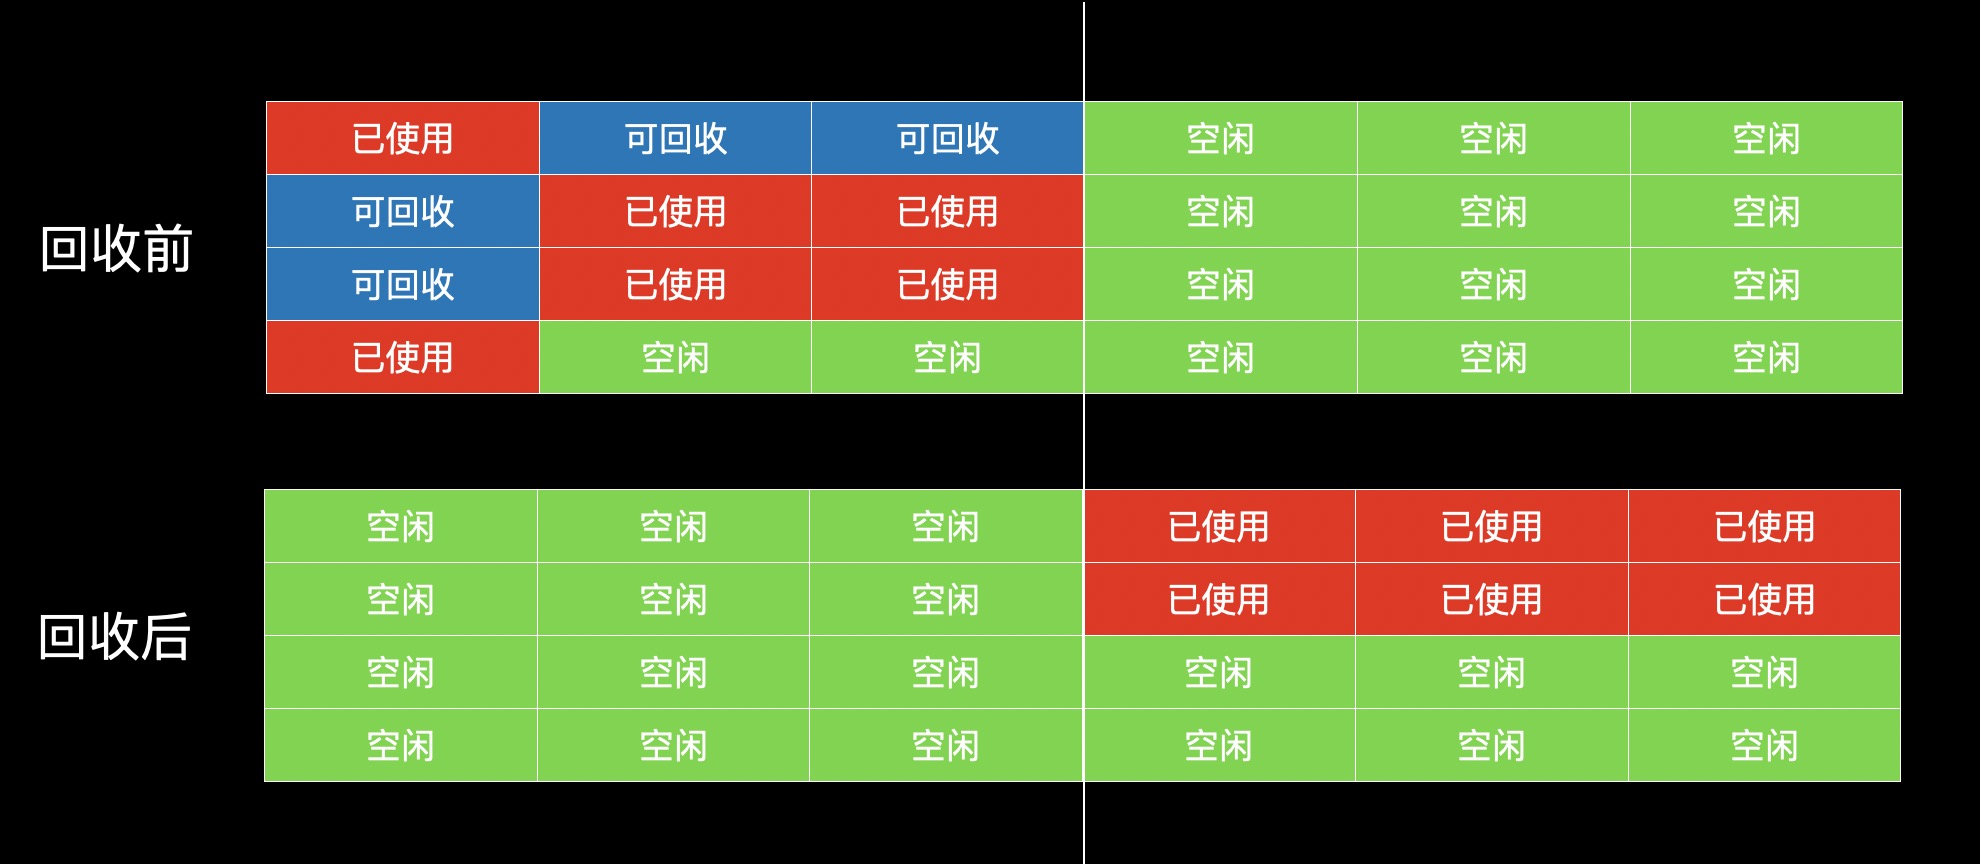 已使用 可回收 可回收 空闲 空闲 空闲
可回收 已使用 已使用 空闲 空闲 空闲
回收前
可回收 已使用 已使用 空闲 空闲 空闲
已使用 空闲 空闲 空闲 空闲 空闲
空闲 空闲 空闲 已使用 已使用 已使用
空闲 空闲 空闲 已使用 已使用 已使用
回收后
空闲 空闲 空闲 空闲 空闲 空闲
空闲 空闲 空闲 空闲 空闲 空闲